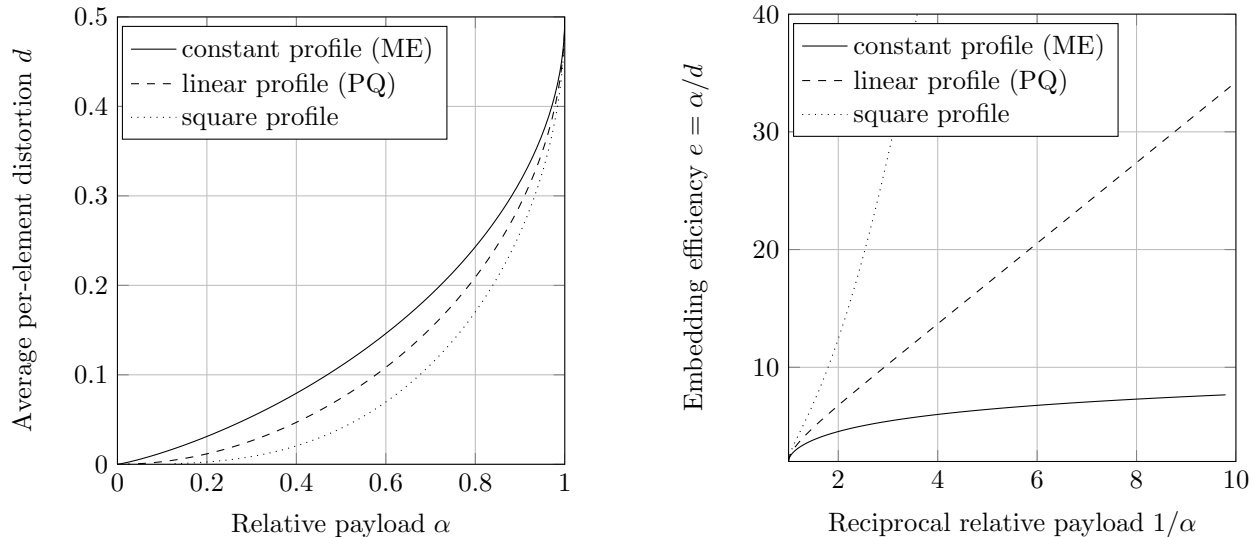 0.5
0.4
0.3
0.2
0.1
0
0
0.2
0.4
0.6
0.8
1
Average per-element distortion d
Relative payload α
constant profile (ME)
linear profile (PQ)
square profile
40
30
20
10
2
4
6
8
10
Embedding efficiency e = α/d
Reciprocal relative payload 1/α
constant profile (ME)
linear profile (PQ)
square profile